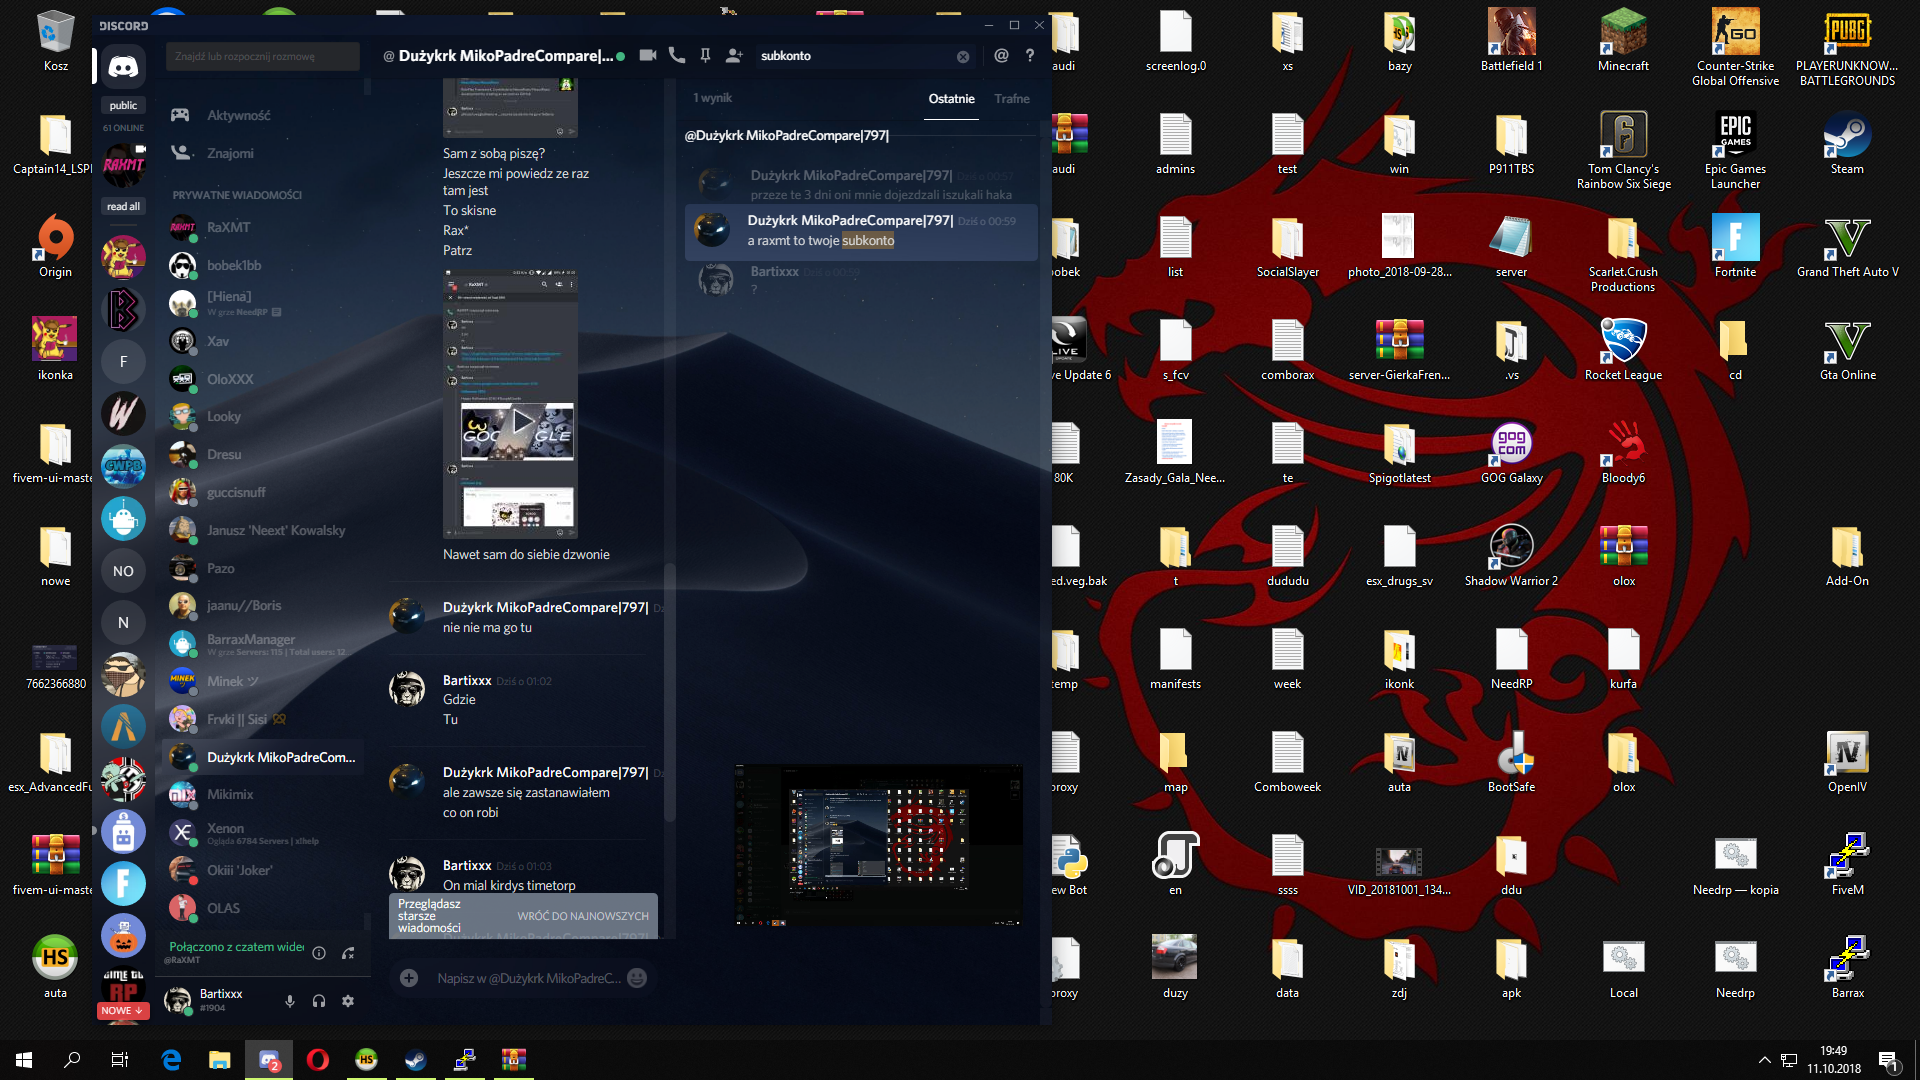 DISCORD
Znajdź lub rozpocznij rozmowę
@ Dużykrk MikoPadreCompare|...
subkonto
public
61 ONLINE
read all
Aktywność
Znajomi
PRYWATNE WIADOMOŚCI
RaXMT
bobek1bb
[Hiena]
W grze NeedRP
Xav
OloXXX
Looky
Dresu
guccisnuff
Janusz 'Neext' Kowalsky
Pazo
jaanu//Boris
BarraxManager
W grze Servers: 115 | Total users: 12
Minek ツ
Frvki || Sisi
Dużykrk MikoPadreCom...
Mikimix
Xenon
Ogląda 6784 Servers | x!help
Okiii 'Joker'
OLAS
F
NO
N
NOWE ↓
Połączono z czatem wide
@RaXMT
Bartixxx
#1904
Sam z sobą piszę?
Jeszcze mi powiedz ze raz
tam jest
To skisne
Rax*
Patrz
Nawet sam do siebie dzwonie
Dużykrk MikoPadreCompare|797|
nie nie ma go tu
Bartixxx Dziś o 01:02
Gdzie
Tu
Dużykrk MikoPadreCompare|797|
ale zawsze się zastanawiałem
co on robi
Bartixxx Dziś o 01:03
On mial kirdys timetorp
Przeglądasz
starsze
wiadomości
WRÓĆ DO NAJNOWSZYCH
Napisz w @Dużykrk MikoPadreC...
1 wynik
Ostatnie
Trafne
@Dużykrk MikoPadreCompare|797|
Dużykrk MikoPadreCompare|797| Dziś o 00:57
przeze te 3 dni oni mnie dojezdzali iszukali haka
Dużykrk MikoPadreCompare|797| Dziś o 00:59
a raxmt to twoje subkonto
Bartixxx Dziś o 00:59
?
Kosz
Captain14_LSPI
Origin
ikonka
fivem-ui-maste
nowe
7662366880
esx_AdvancedFu
fivem-ui-maste
auta
audi
screenlog.0
xs
bazy
Battlefield 1
Minecraft
Counter-Strike
Global Offensive
PLAYERUNKNOW...
BATTLEGROUNDS
audi
admins
test
win
P911TBS
Tom Clancy's
Rainbow Six Siege
Epic Games
Launcher
Steam
bobek
list
SocialSlayer
photo_2018-09-28...
server
Scarlet.Crush
Productions
Fortnite
Grand Theft Auto V
ve Update 6
s_fcv
comborax
server-GierkaFren...
.vs
Rocket League
cd
Gta Online
80K
Zasady_Gala_Nee...
te
Spigotlatest
GOG Galaxy
Bloody6
ed.veg.bak
t
dududu
esx_drugs_sv
Shadow Warrior 2
olox
Add-On
temp
manifests
week
ikonk
NeedRP
kurfa
proxy
map
Comboweek
auta
BootSafe
olox
OpenIV
ew Bot
en
ssss
VID_20181001_134...
ddu
Needrp — kopia
FiveM
proxy
duzy
data
zdj
apk
Local
Needrp
Barrax
19:49
11.10.2018